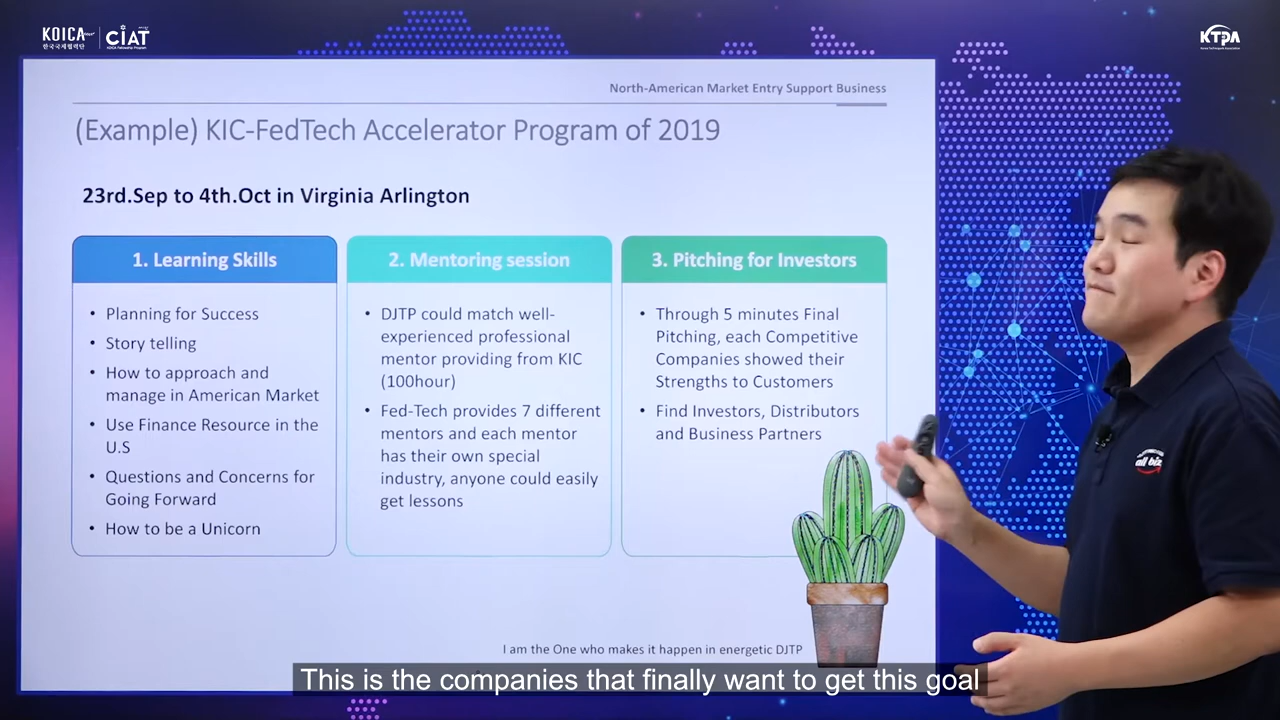 KOICA
한국국제협력단
CIAT
KOICA Fellowship Program
KTPA
Korea Technopark Association
North-American Market Entry Support Business
(Example) KIC-FedTech Accelerator Program of 2019
23rd.Sep to 4th.Oct in Virginia Arlington
1. Learning Skills
• Planning for Success
• Story telling
• How to approach and
manage in American Market
• Use Finance Resource in the
U.S
• Questions and Concerns for
Going Forward
• How to be a Unicorn
2. Mentoring session
• DJTP could match well-
experienced professional
mentor providing from KIC
(100hour)
• Fed-Tech provides 7 different
mentors and each mentor
has their own special
industry, anyone could easily
get lessons
3. Pitching for Investors
• Through 5 minutes Final
Pitching, each Competitive
Companies showed their
Strengths to Customers
• Find Investors, Distributors
and Business Partners
all biz
I am the One who makes it happen in energetic DJTP
This is the companies that finally want to get this goal